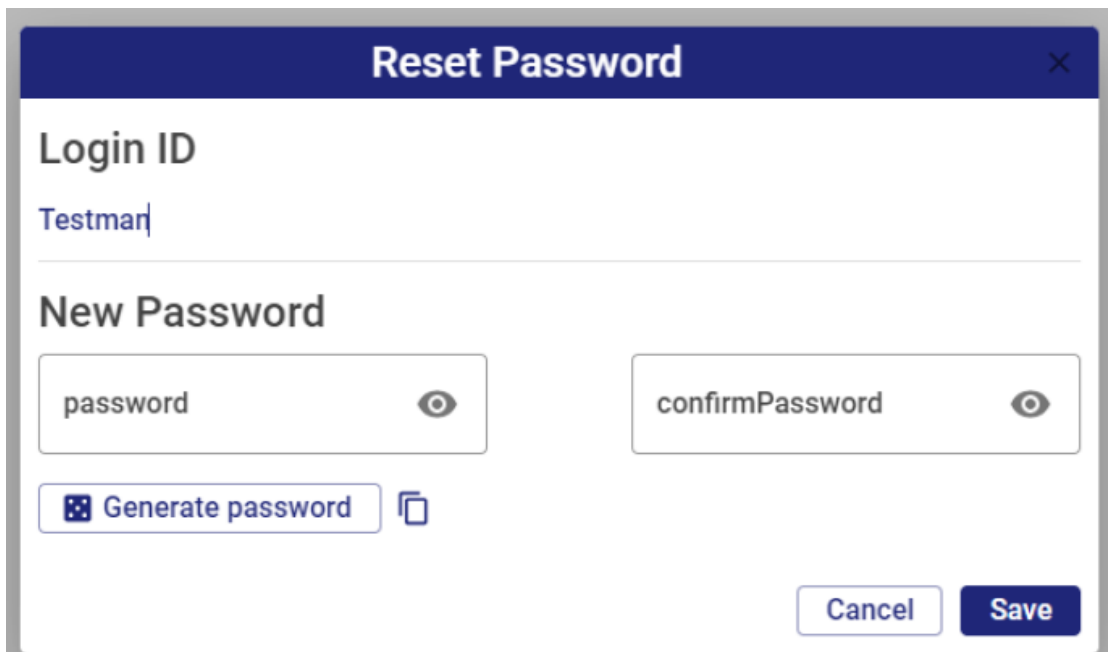 Reset Password
Login ID
Testman
New Password
password confirmPassword
Generate password
Cancel Save